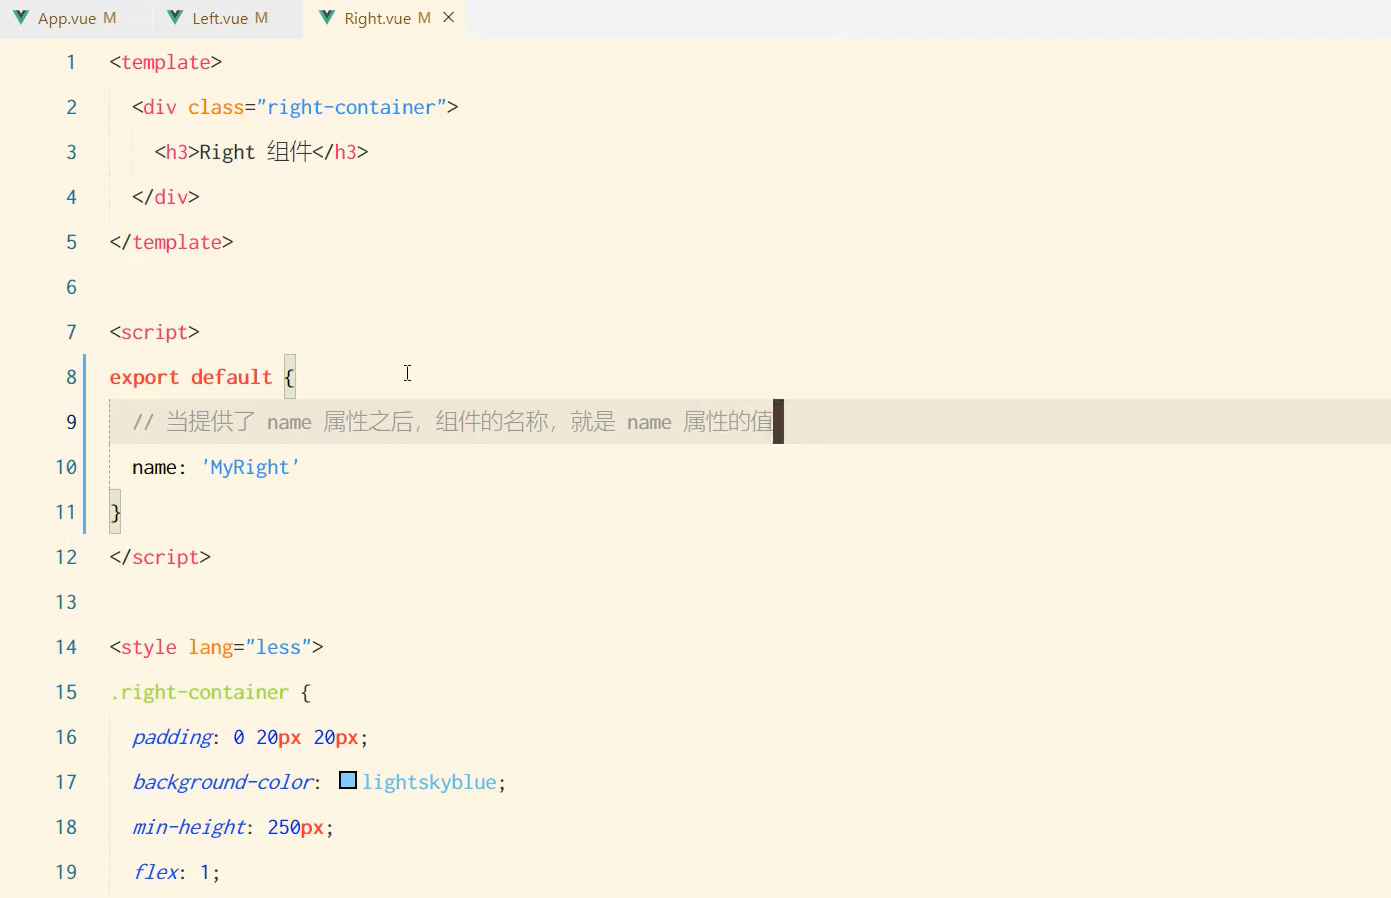 App.vue M Left.vue M Right.vue M
1 <template>
2 <div class="right-container">
3 <h3>Right 组件</h3>
4 </div>
5 </template>
6
7 <script>
8 export default {
9 // 当提供了 name 属性之后，组件的名称，就是 name 属性的值
10 name: 'MyRight'
11 }
12 </script>
13
14 <style lang="less">
15 .right-container {
16 padding: 0 20px 20px;
17 background-color: lightskyblue;
18 min-height: 250px;
19 flex: 1;